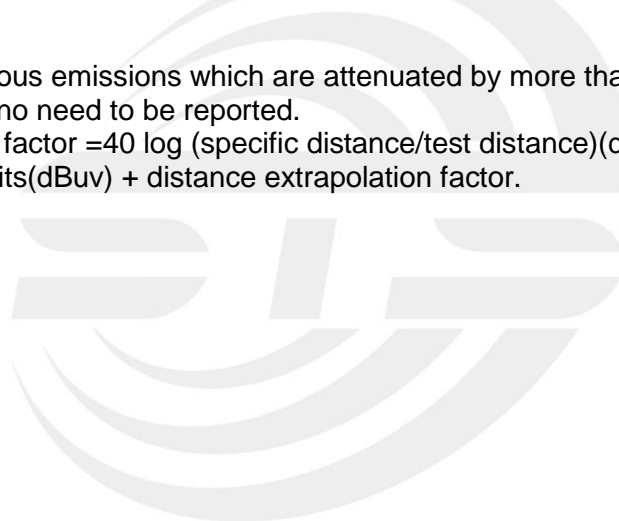 ous emissions which are attenuated by more tha
no need to be reported.
factor =40 log (specific distance/test distance)(d
its(dBuv) + distance extrapolation factor.